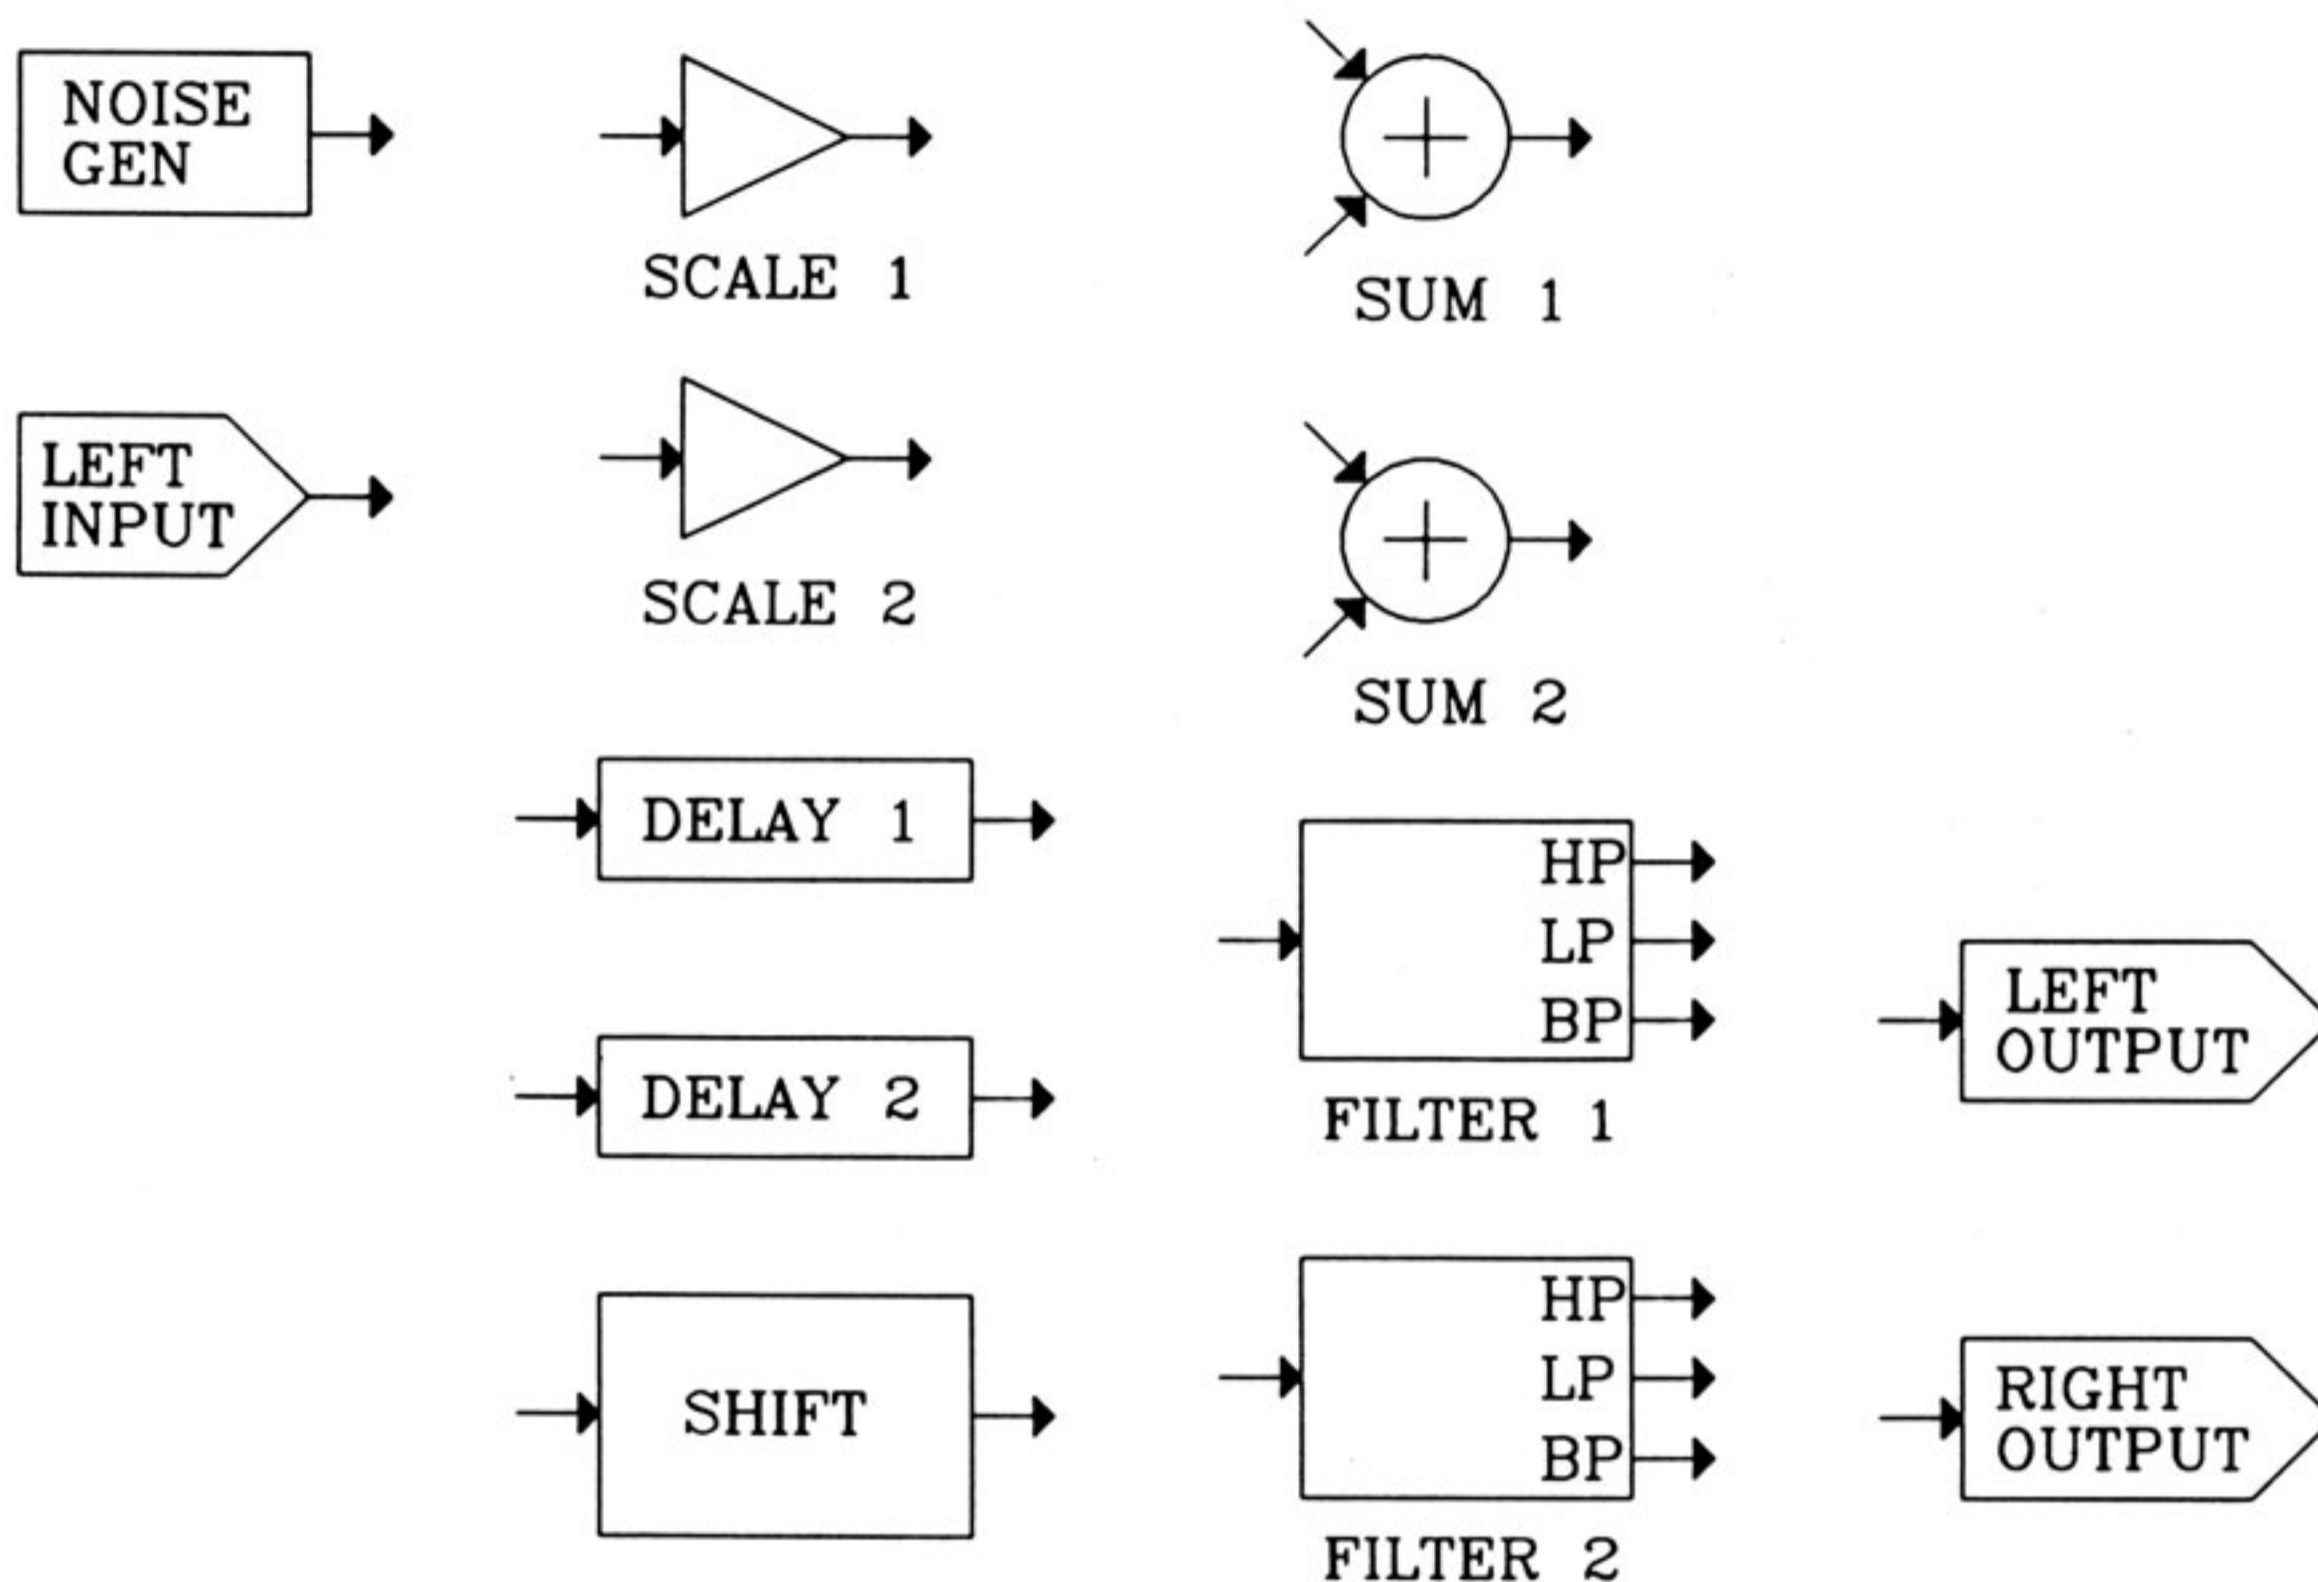 NOISE
GEN
SCALE 1
SUM 1
LEFT
INPUT
SCALE 2
SUM 2
DELAY 1
HP
LP
BP
FILTER 1
LEFT
OUTPUT
DELAY 2
SHIFT
HP
LP
BP
FILTER 2
RIGHT
OUTPUT